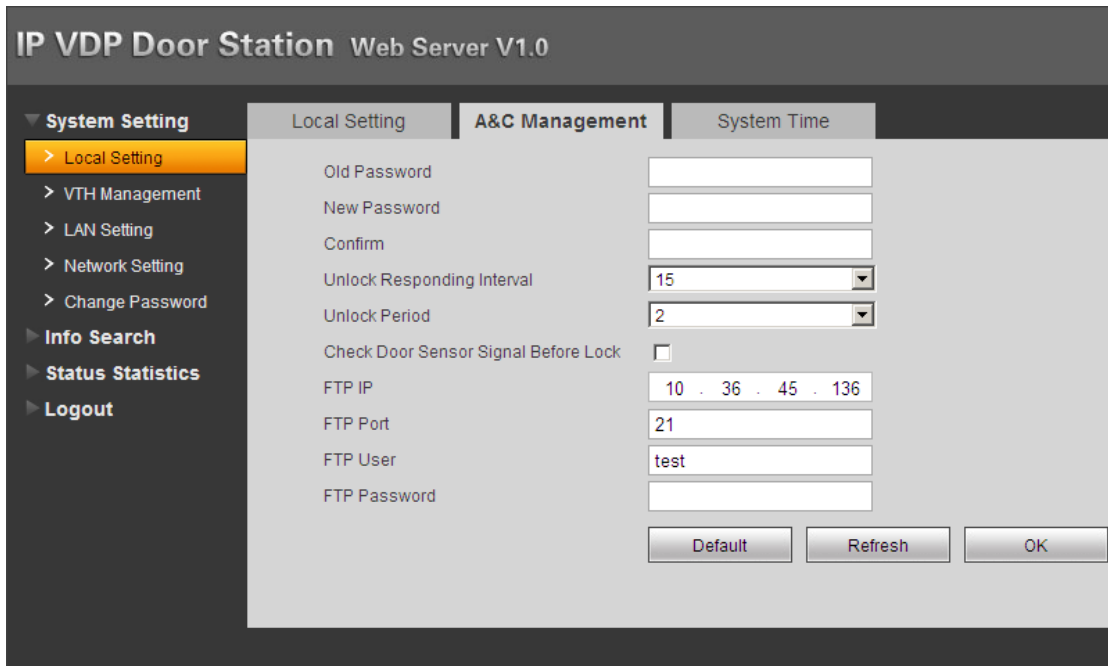 IP VDP Door Station Web Server V1.0
System Setting
Local Setting
VTH Management
LAN Setting
Network Setting
Change Password
Info Search
Status Statistics
Logout
Local Setting A&C Management System Time
Old Password
New Password
Confirm
Unlock Responding Interval 15
Unlock Period 2
Check Door Sensor Signal Before Lock
FTP IP 10 . 36 . 45 . 136
FTP Port 21
FTP User test
FTP Password
Default Refresh OK